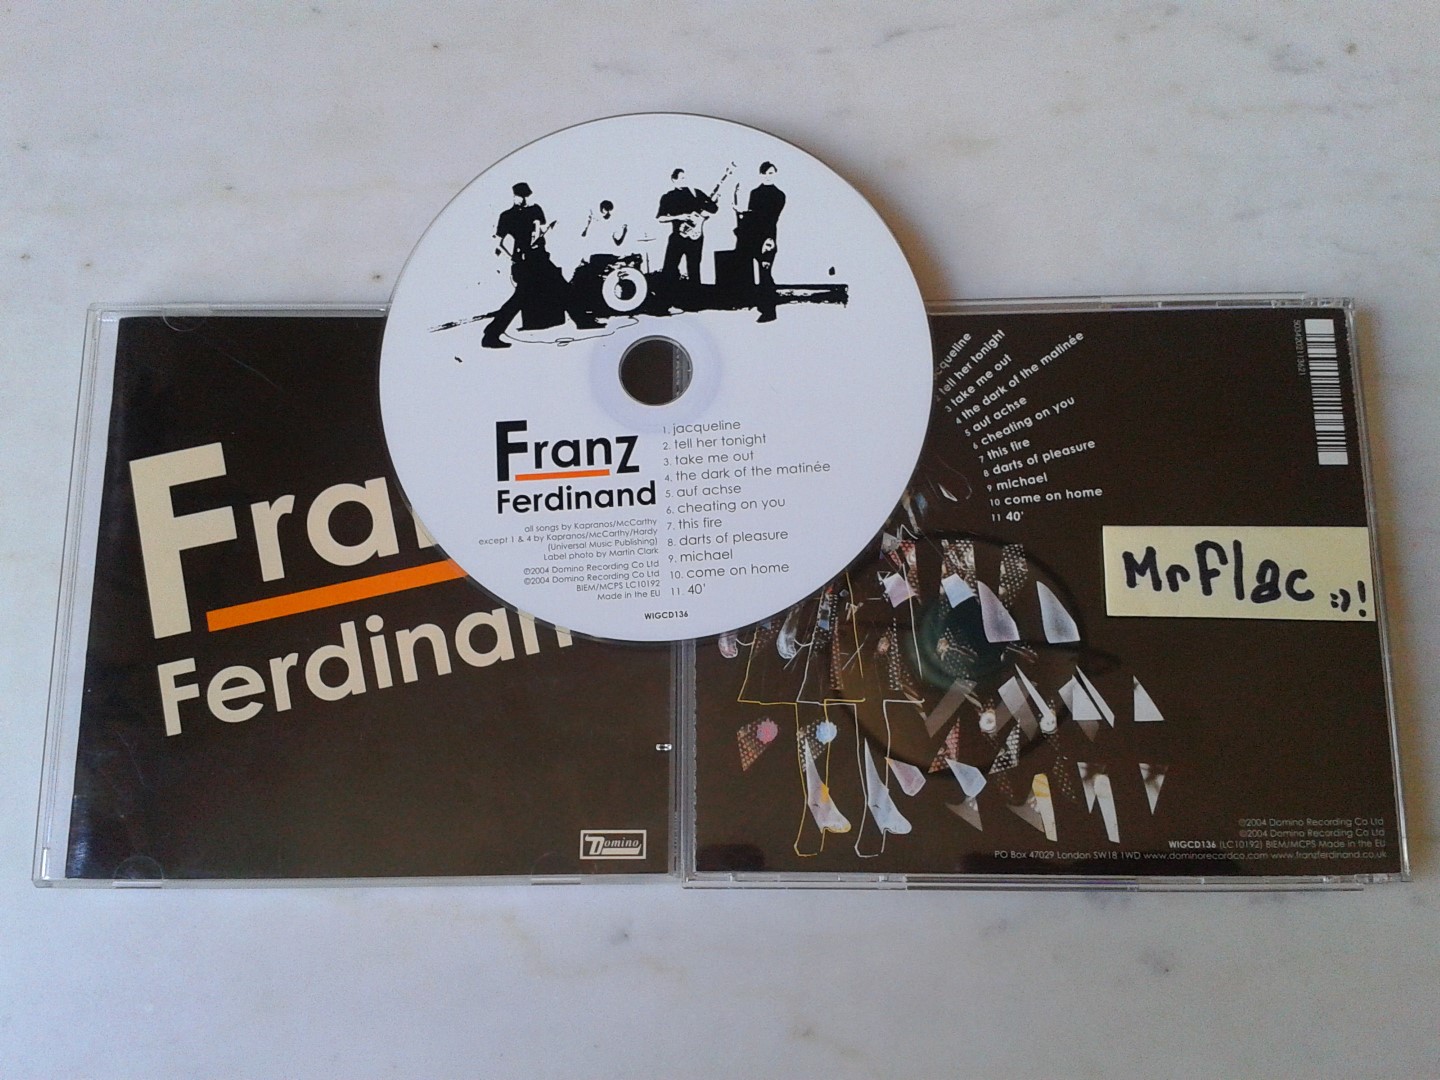 Franz
Ferdinand
1. jacqueline
2. tell her tonight
3. take me out
4. the dark of the matinée
5. auf achse
6. cheating on you
7. this fire
8. darts of pleasure
9. michael
10. come on home
11. 40'
all songs by Kapranos/McCarthy
except 1 & 4 by Kapranos/McCarthy/Hardy
(Universal Music Publishing)
Label photo by Martin Clark
℗2004 Domino Recording Co Ltd
©2004 Domino Recording Co Ltd
BIEM/MCPS LC10192
Made in the EU
WIGCD136
Fra
Ferdinan
Domino
cqueline
2 tell her tonight
3 take me out
4 the dark of the matinée
5 auf achse
6 cheating on you
7 this fire
8 darts of pleasure
9 michael
10 come on home
11 40'
MrFlac :)!
℗2004 Domino Recording Co Ltd
©2004 Domino Recording Co Ltd
WIGCD136 (LC10192) BIEM/MCPS Made in the EU
PO Box 47029 London SW18 1WD www.dominorecordco.com www.franzferdinand.co.uk